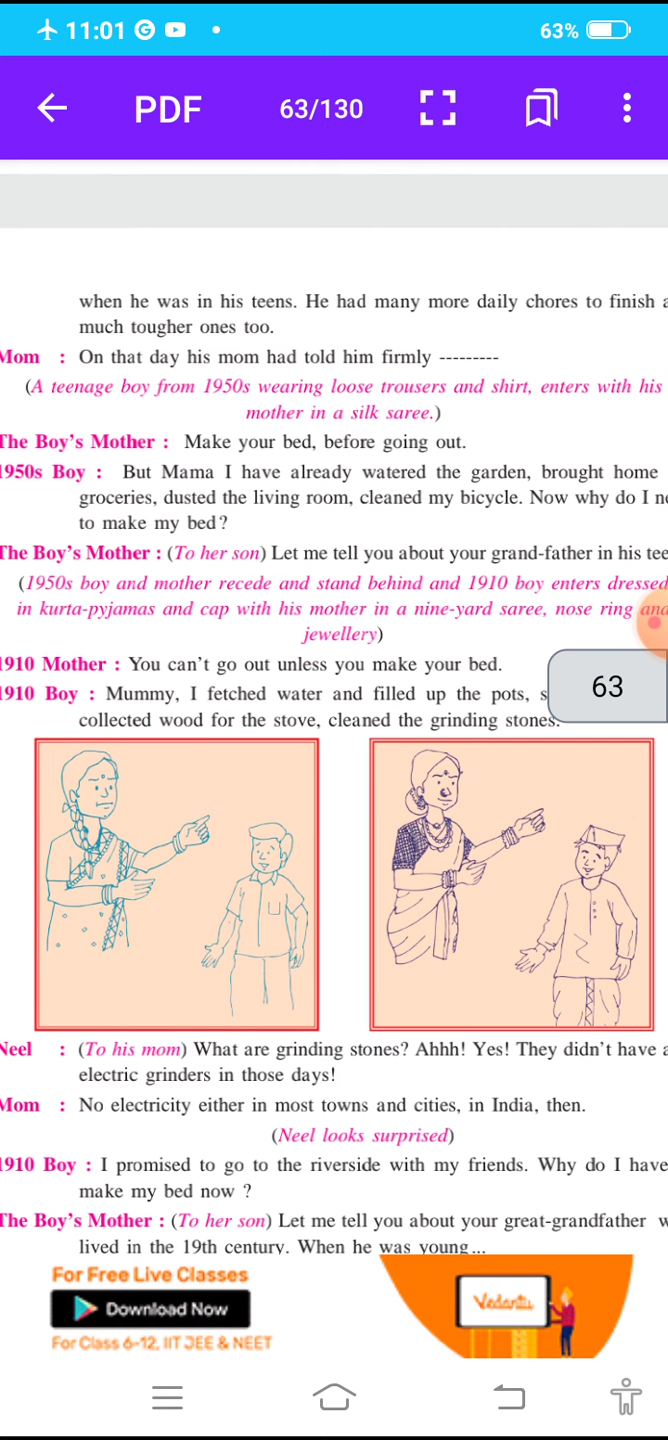 11:01
63%
PDF 63/130
when he was in his teens. He had many more daily chores to finish
much tougher ones too.
Mom : On that day his mom had told him firmly ---------
(A teenage boy from 1950s wearing loose trousers and shirt, enters with his
mother in a silk saree.)
The Boy's Mother : Make your bed, before going out.
1950s Boy : But Mama I have already watered the garden, brought home
groceries, dusted the living room, cleaned my bicycle. Now why do I
to make my bed?
The Boy's Mother : (To her son) Let me tell you about your grand-father in his
(1950s boy and mother recede and stand behind and 1910 boy enters dressed
in kurta-pyjamas and cap with his mother in a nine-yard saree, nose ring and
jewellery)
1910 Mother : You can't go out unless you make your bed.
1910 Boy : Mummy, I fetched water and filled up the pots,
63
collected wood for the stove, cleaned the grinding stones.
Neel : (To his mom) What are grinding stones? Ahhh! Yes! They didn't have
electric grinders in those days!
Mom : No electricity either in most towns and cities, in India, then.
(Neel looks surprised)
1910 Boy : I promised to go to the riverside with my friends. Why do I have
make my bed now ?
The Boy's Mother : (To her son) Let me tell you about your great-grandfather
lived in the 19th century. When he was young...
For Free Live Classes
Download Now
For Class 6-12, IIT JEE & NEET
Vedantu